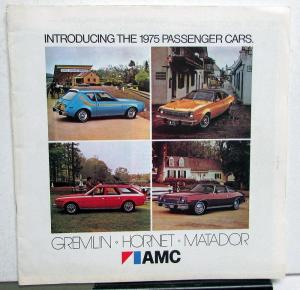 INTRODUCING THE 1975 PASSENGER CARS.
GREMLIN • HORNET • MATADOR
AMC